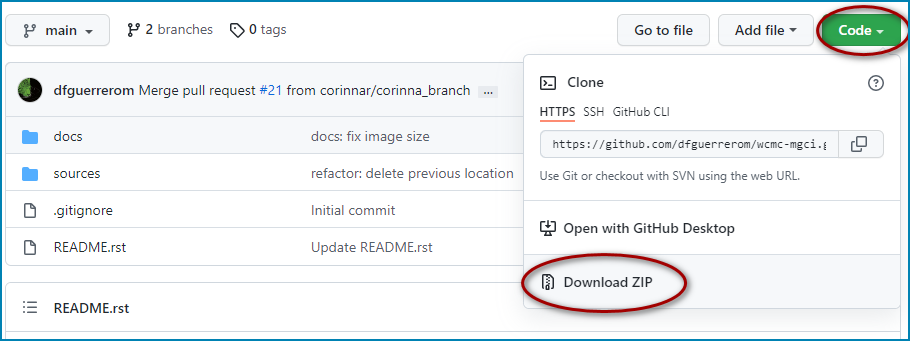 main 2 branches 0 tags Go to file Add file Code
dfguerrerom Merge pull request #21 from corinnar/corinna_branch ...
Clone
HTTPS SSH GitHub CLI
https://github.com/dfguerrerom/wcmc-mgci.g
Use Git or checkout with SVN using the web URL.
Open with GitHub Desktop
Download ZIP
docs docs: fix image size
sources refactor: delete previous location
.gitignore Initial commit
README.rst Update README.rst
README.rst